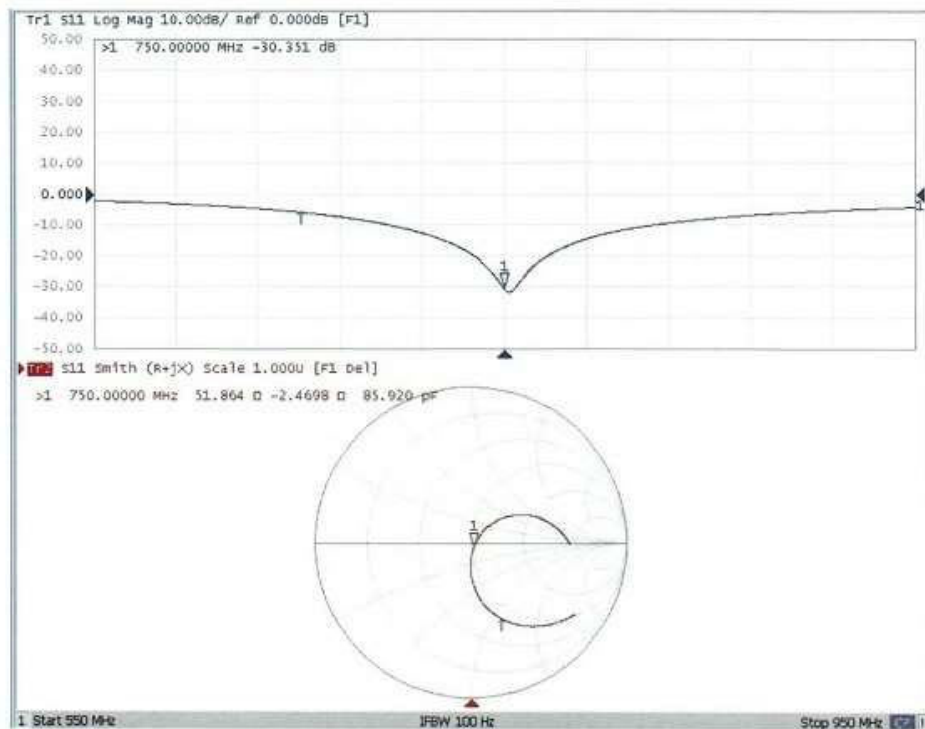 Tr1 S11 Log Mag 10.00dB/ Ref 0.000dB [F1]
50.00
>1 750.00000 MHz -30.351 dB
40.00
30.00
20.00
10.00
0.000
1
-10.00
-20.00
1
-30.00
-40.00
-50.00
Tr2 S11 Smith (R+jX) Scale 1.000U [F1 Del]
>1 750.00000 MHz 51.864 Ω -2.4698 Ω 85.920 pF
1
1 Start 550 MHz IFBW 100 Hz Stop 950 MHz